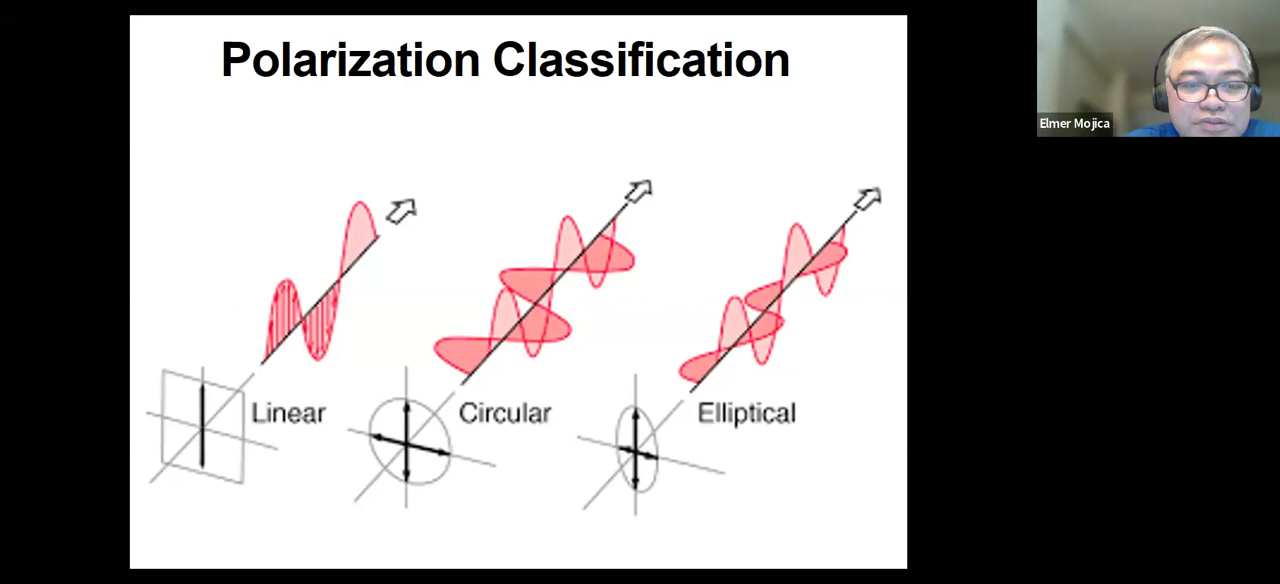 Polarization Classification
Elmer Mojica
Linear
Circular
Elliptical